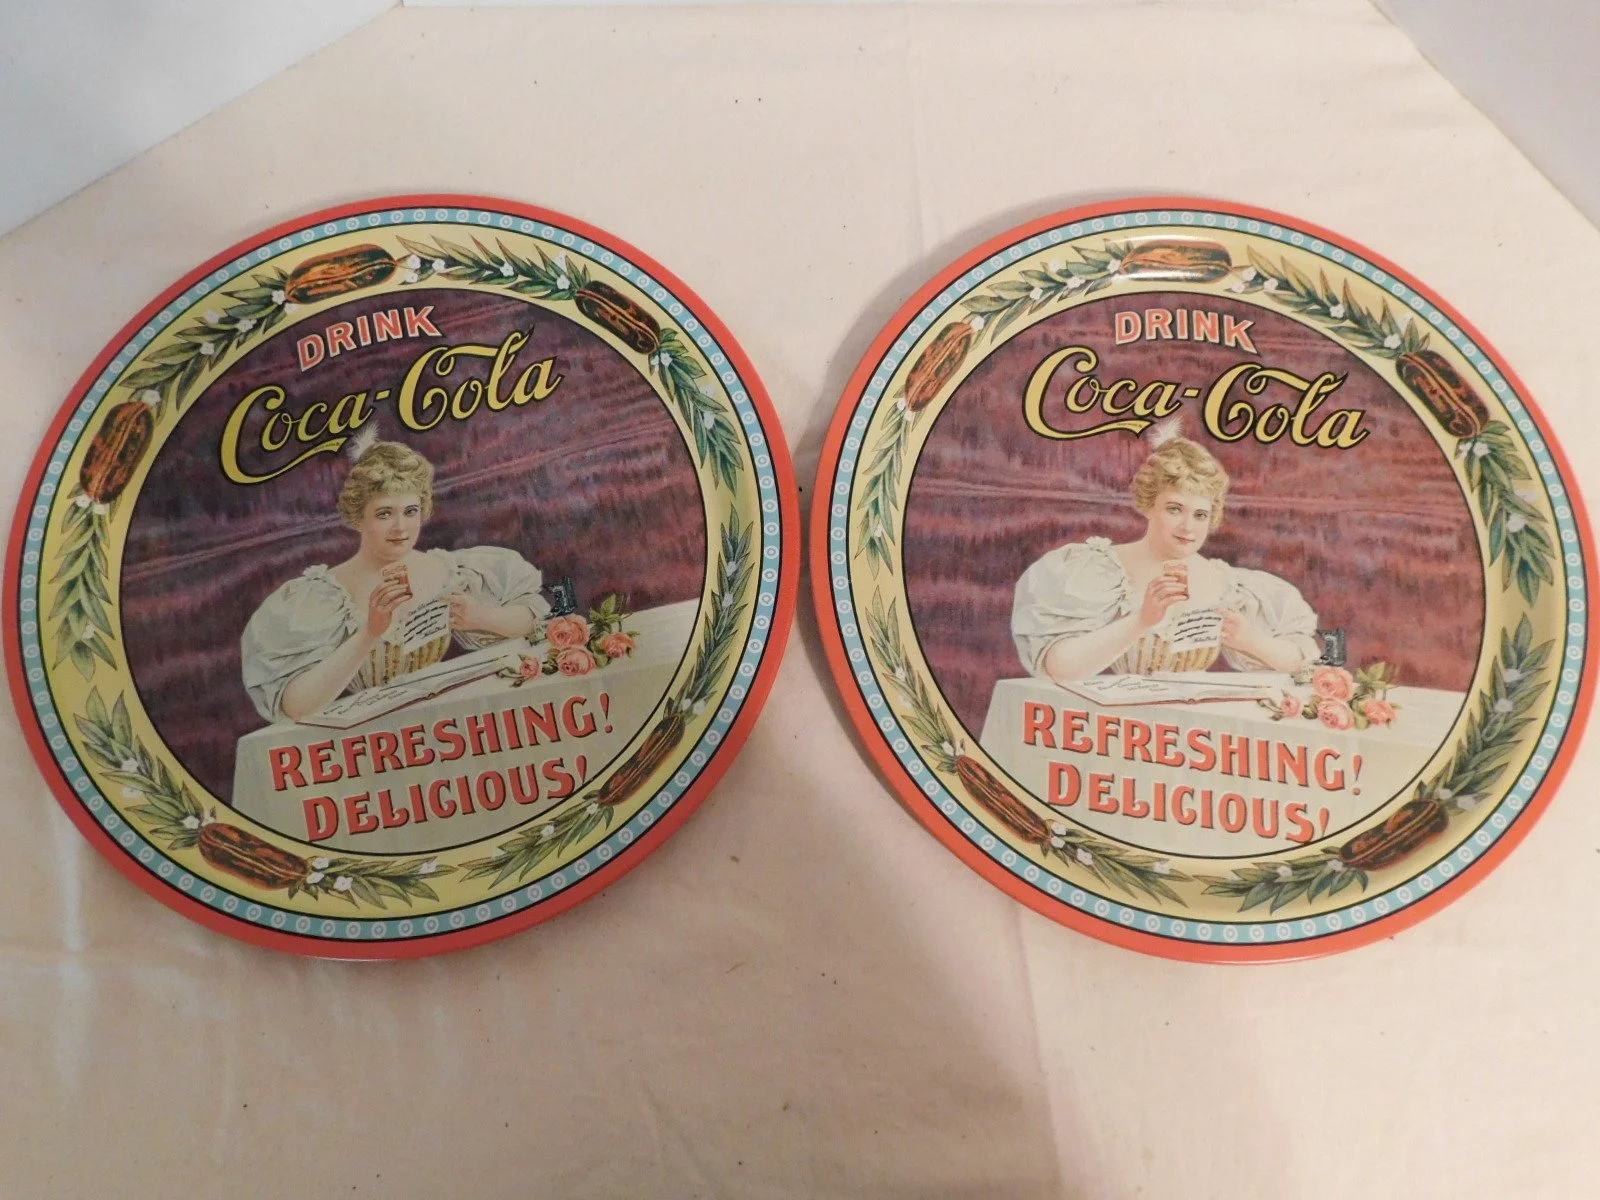 DRINK
Coca-Cola
REFRESHING!
DELICIOUS!
DRINK
Coca-Cola
REFRESHING!
DELICIOUS!